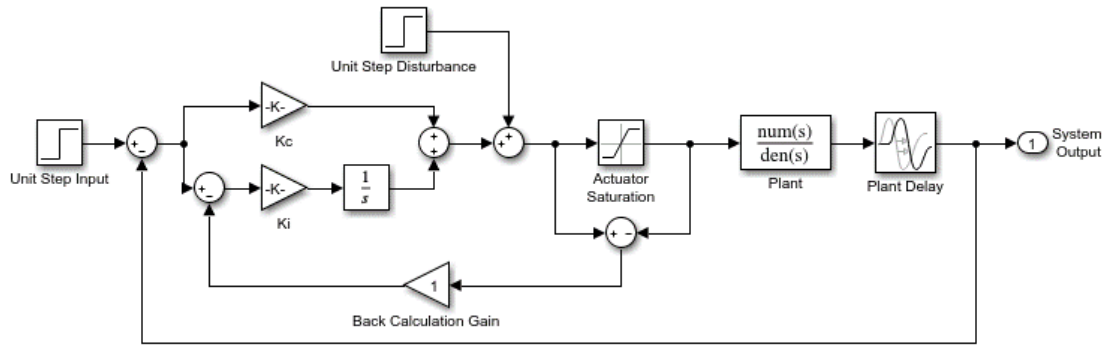 Unit Step Disturbance
-K-
Kc
Unit Step Input
-K-
Ki
1
s
Actuator
Saturation
num(s)
den(s)
Plant
Plant Delay
1
System
Output
1
Back Calculation Gain